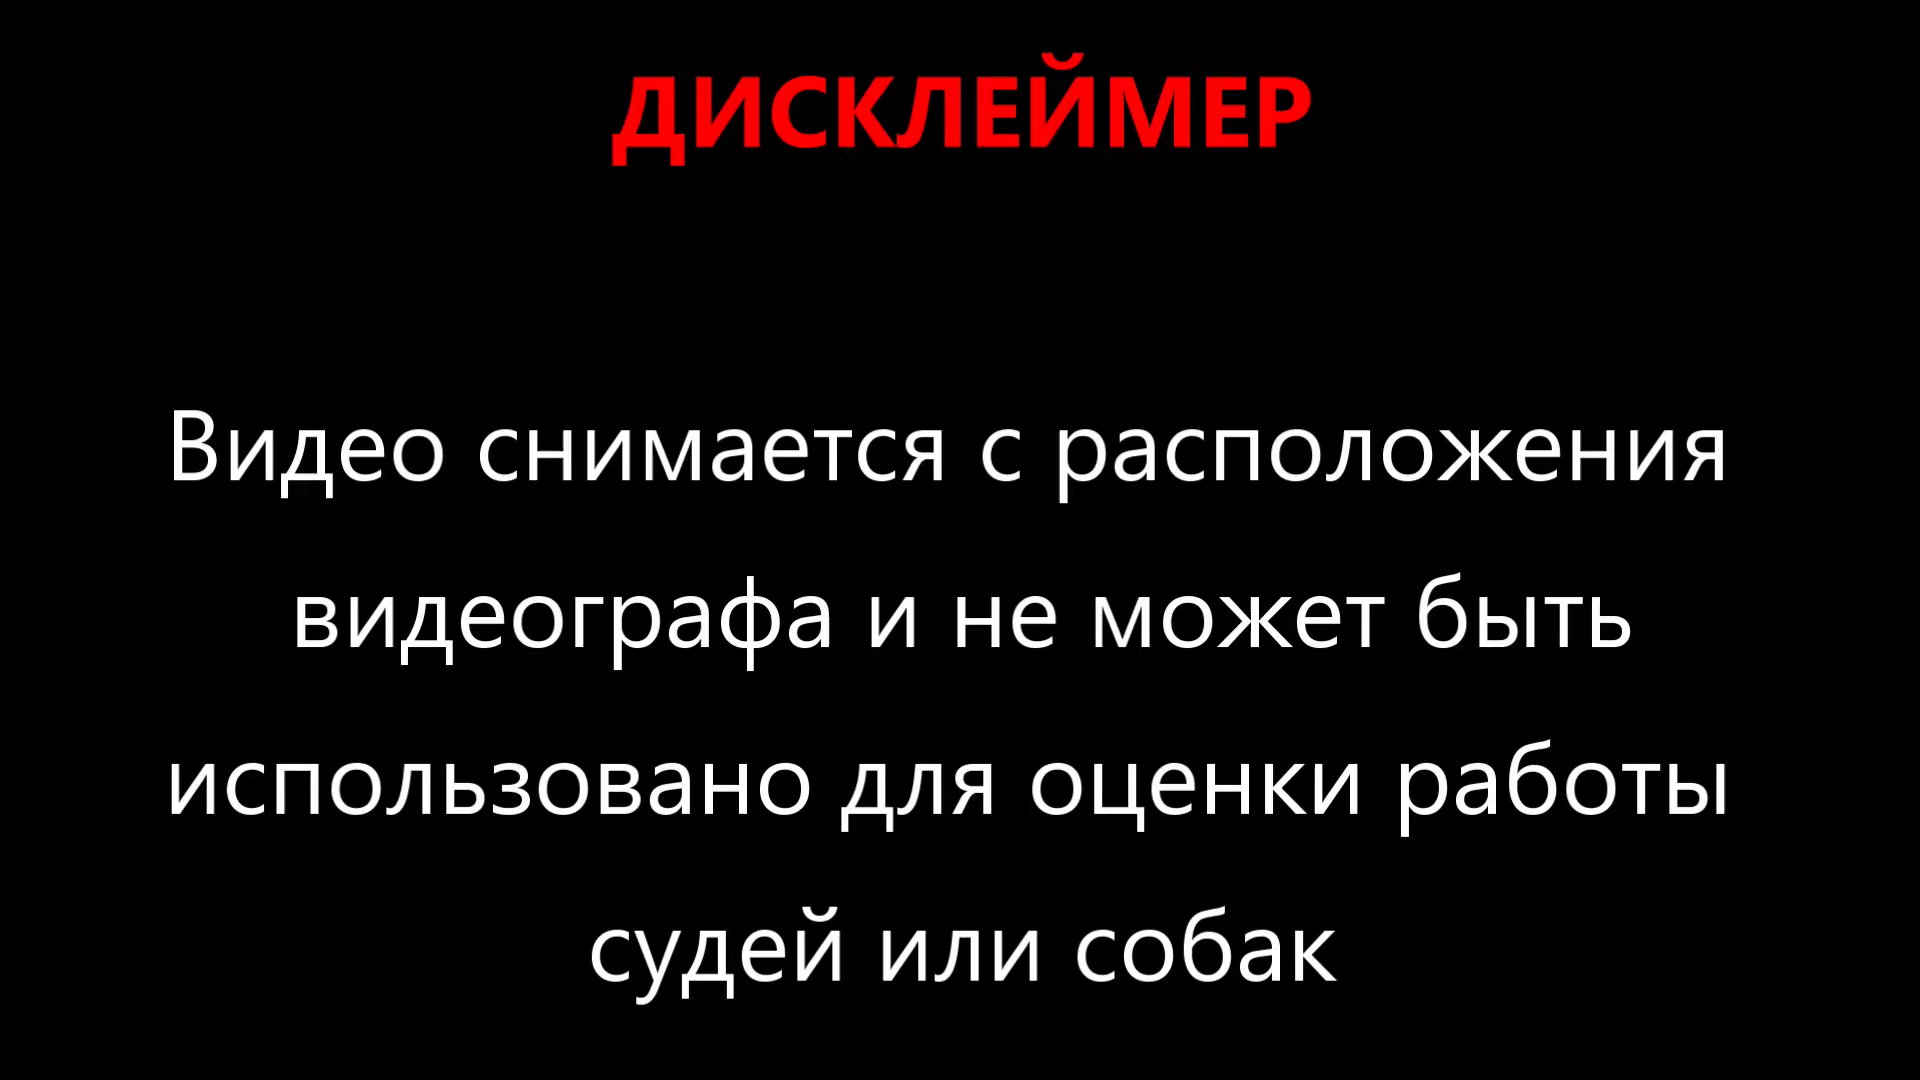 ДИСКЛЕЙМЕР
Видео снимается с расположения
видеографа и не может быть
использовано для оценки работы
судей или собак